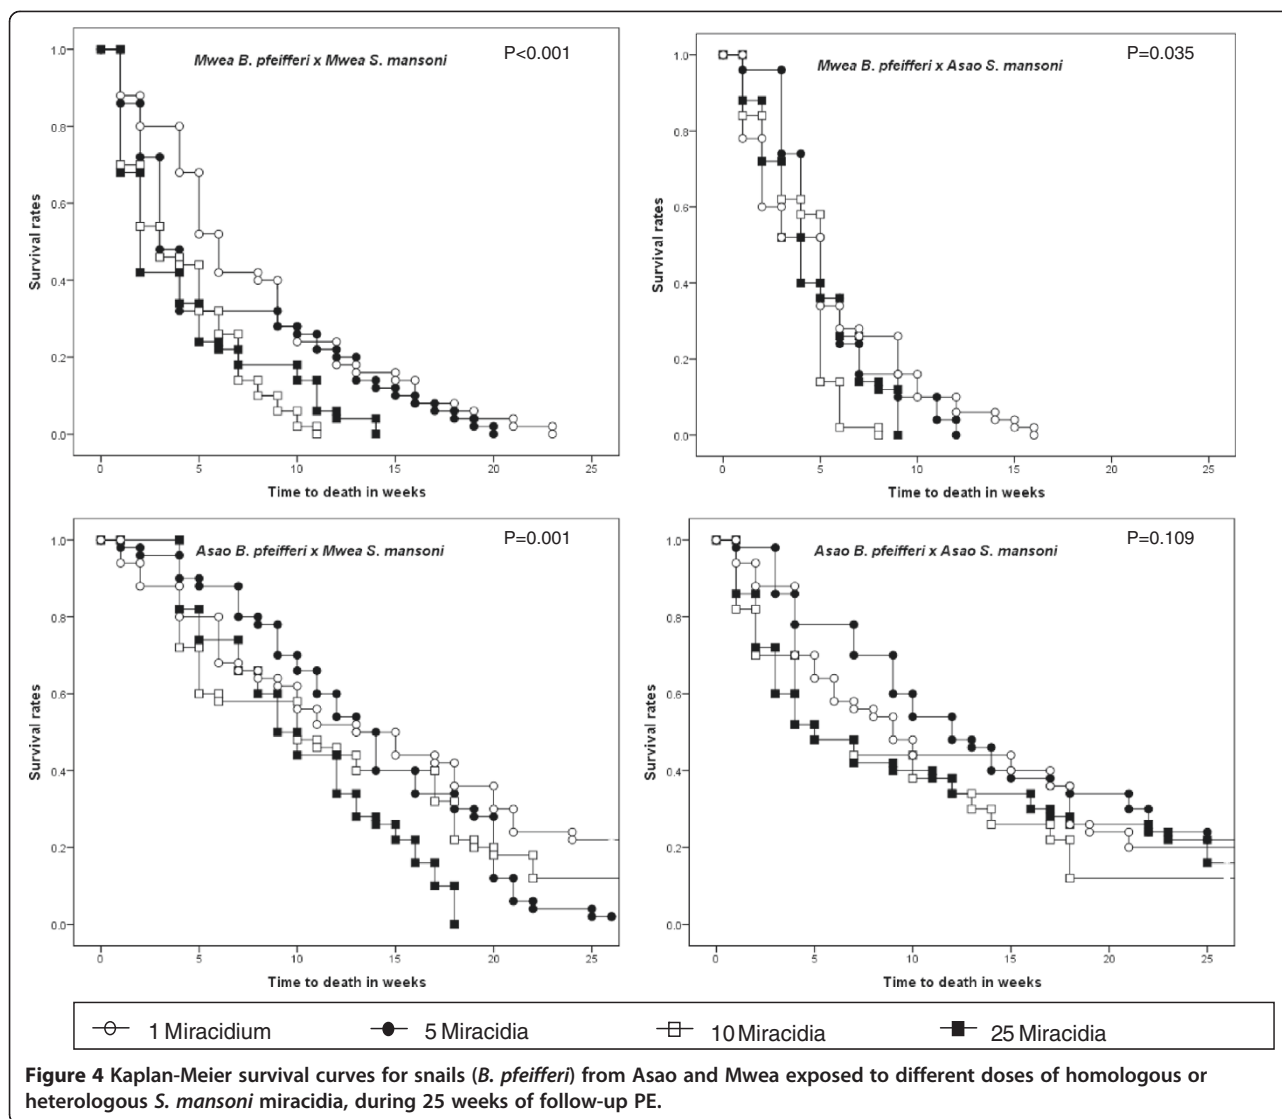 Mwea B. pfeifferi x Mwea S. mansoni
P<0.001
1.0
0.8
0.6
0.4
0.2
0.0
Survival rates
0 5 10 15 20 25
Time to death in weeks
Mwea B. pfeifferi x Asao S. mansoni
P=0.035
1.0
0.8
0.6
0.4
0.2
0.0
Survival rates
0 5 10 15 20 25
Time to death in weeks
Asao B. pfeifferi x Mwea S. mansoni
P=0.001
1.0
0.8
0.6
0.4
0.2
0.0
Survival rates
0 5 10 15 20 25
Time to death in weeks
Asao B. pfeifferi x Asao S. mansoni
P=0.109
1.0
0.8
0.6
0.4
0.2
0.0
Survival rates
0 5 10 15 20 25
Time to death in weeks
1 Miracidium 5 Miracidia 10 Miracidia 25 Miracidia
Figure 4 Kaplan-Meier survival curves for snails (B. pfeifferi) from Asao and Mwea exposed to different doses of homologous or
heterologous S. mansoni miracidia, during 25 weeks of follow-up PE.